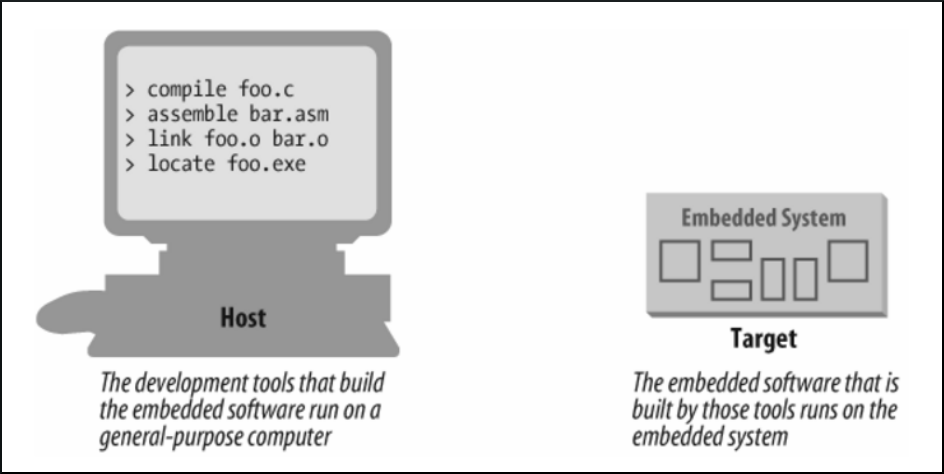 > compile foo.c
> assemble bar.asm
> link foo.o bar.o
> locate foo.exe
Host
The development tools that build
the embedded software run on a
general-purpose computer
Embedded System
Target
The embedded software that is
built by those tools runs on the
embedded system